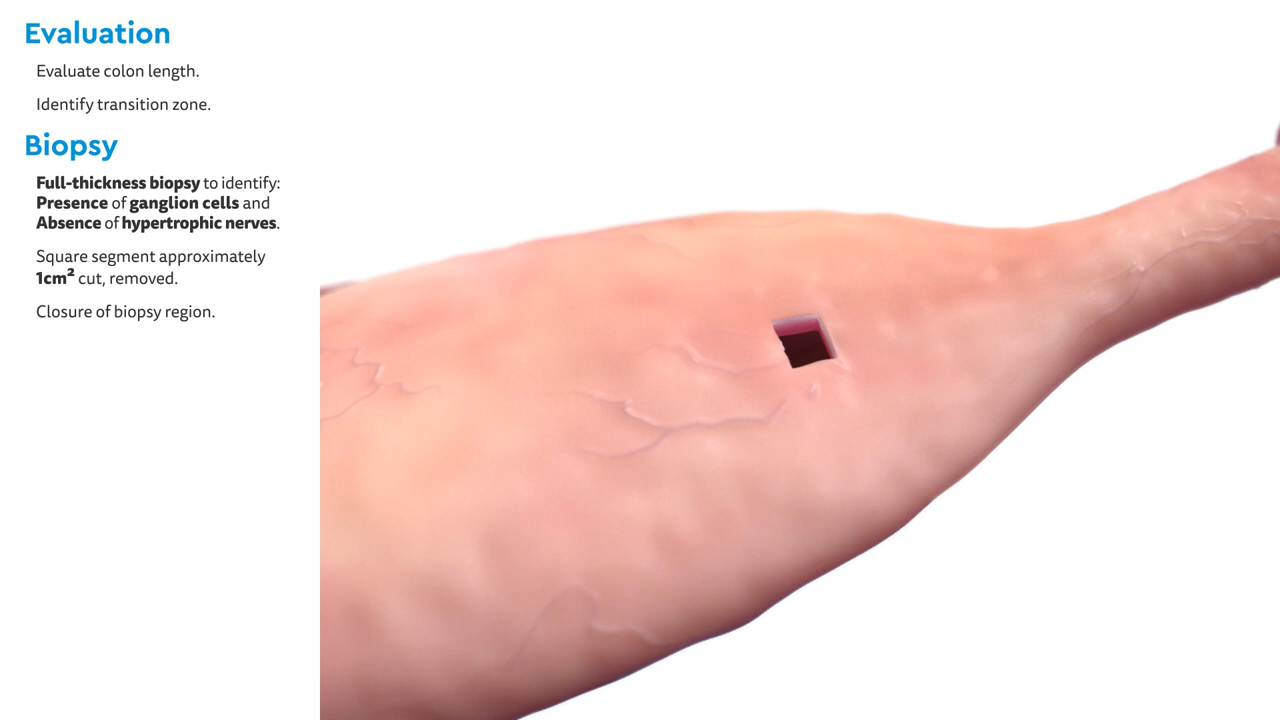 Evaluation
Evaluate colon length.
Identify transition zone.
Biopsy
Full-thickness biopsy to identify:
Presence of ganglion cells and
Absence of hypertrophic nerves.
Square segment approximately
1cm² cut, removed.
Closure of biopsy region.